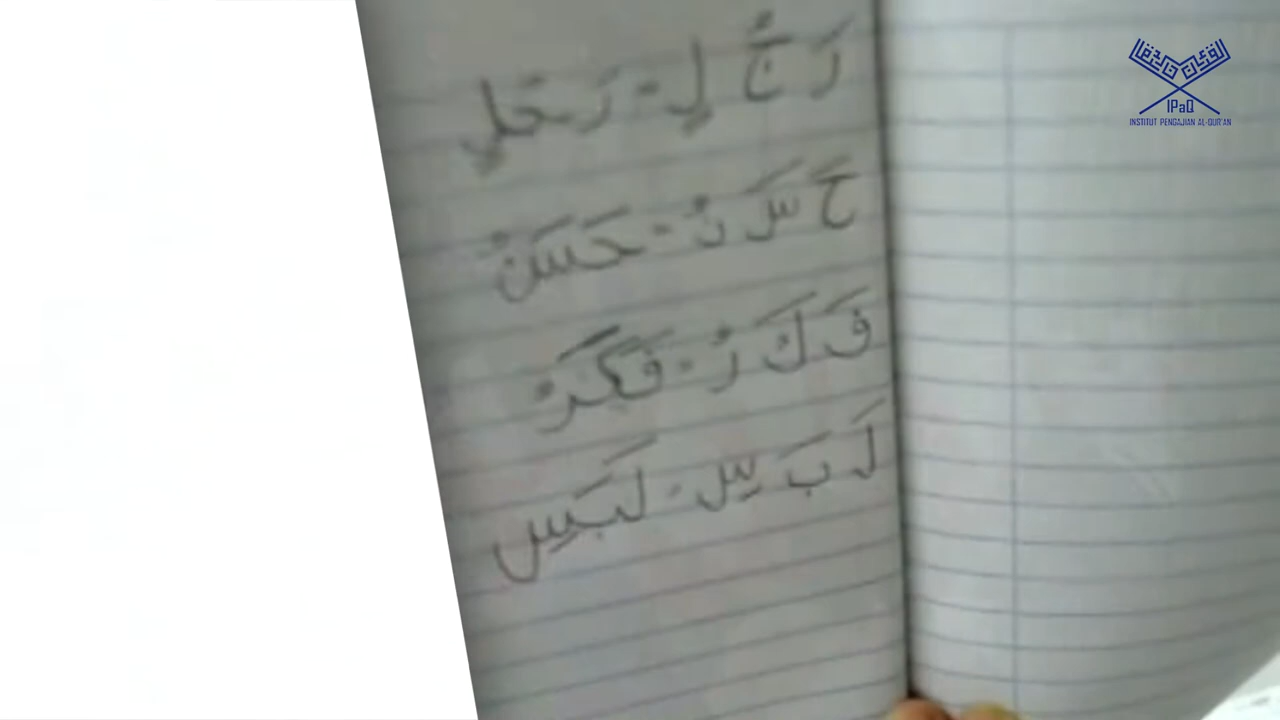 رَ جُ لٍ - رَجُلٍ
حَ سَ نٌ - حَسَنٌ
فَ كَ رَ - فَكَرَ
لَ بَ سٍ - لَبَسٍ
IPaQ
INSTITUT PENGAJIAN AL-QUR'AN